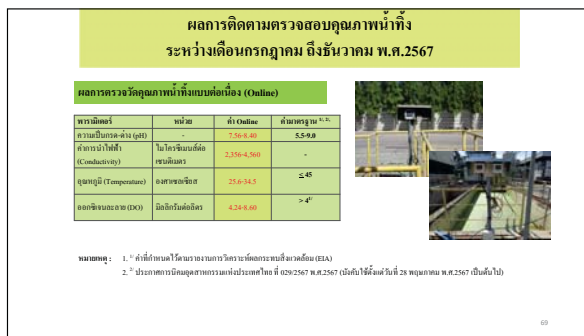 ผลการติดตามตรวจสอบคุณภาพน้ำทิ้ง
ระหว่างเดือนกรกฎาคม ถึงธันวาคม พ.ศ.2567
ผลการตรวจวัดคุณภาพน้ำทิ้งแบบต่อเนื่อง (Online)
พารามิเตอร์ หน่วย ค่า Online ค่ามาตรฐาน 1/, 2/,
ความเป็นกรด-ด่าง (pH) - 7.56-8.40 5.5-9.0
ค่าการนำไฟฟ้า (Conductivity) ไมโครซีเมนส์ต่อเซนติเมตร 2,356-4,560 -
อุณหภูมิ (Temperature) องศาเซลเซียส 25.6-34.5 ≤ 45
ออกซิเจนละลาย (DO) มิลลิกรัมต่อลิตร 4.24-8.60 > 4 1/
หมายเหตุ : 1. 1/ ค่าที่กำหนดไว้ตามรายงานการวิเคราะห์ผลกระทบสิ่งแวดล้อม (EIA)
2. 2/ ประกาศการนิคมอุตสาหกรรมแห่งประเทศไทย ที่ 029/2567 พ.ศ.2567 (บังคับใช้ตั้งแต่วันที่ 28 พฤษภาคม พ.ศ.2567 เป็นต้นไป)
69